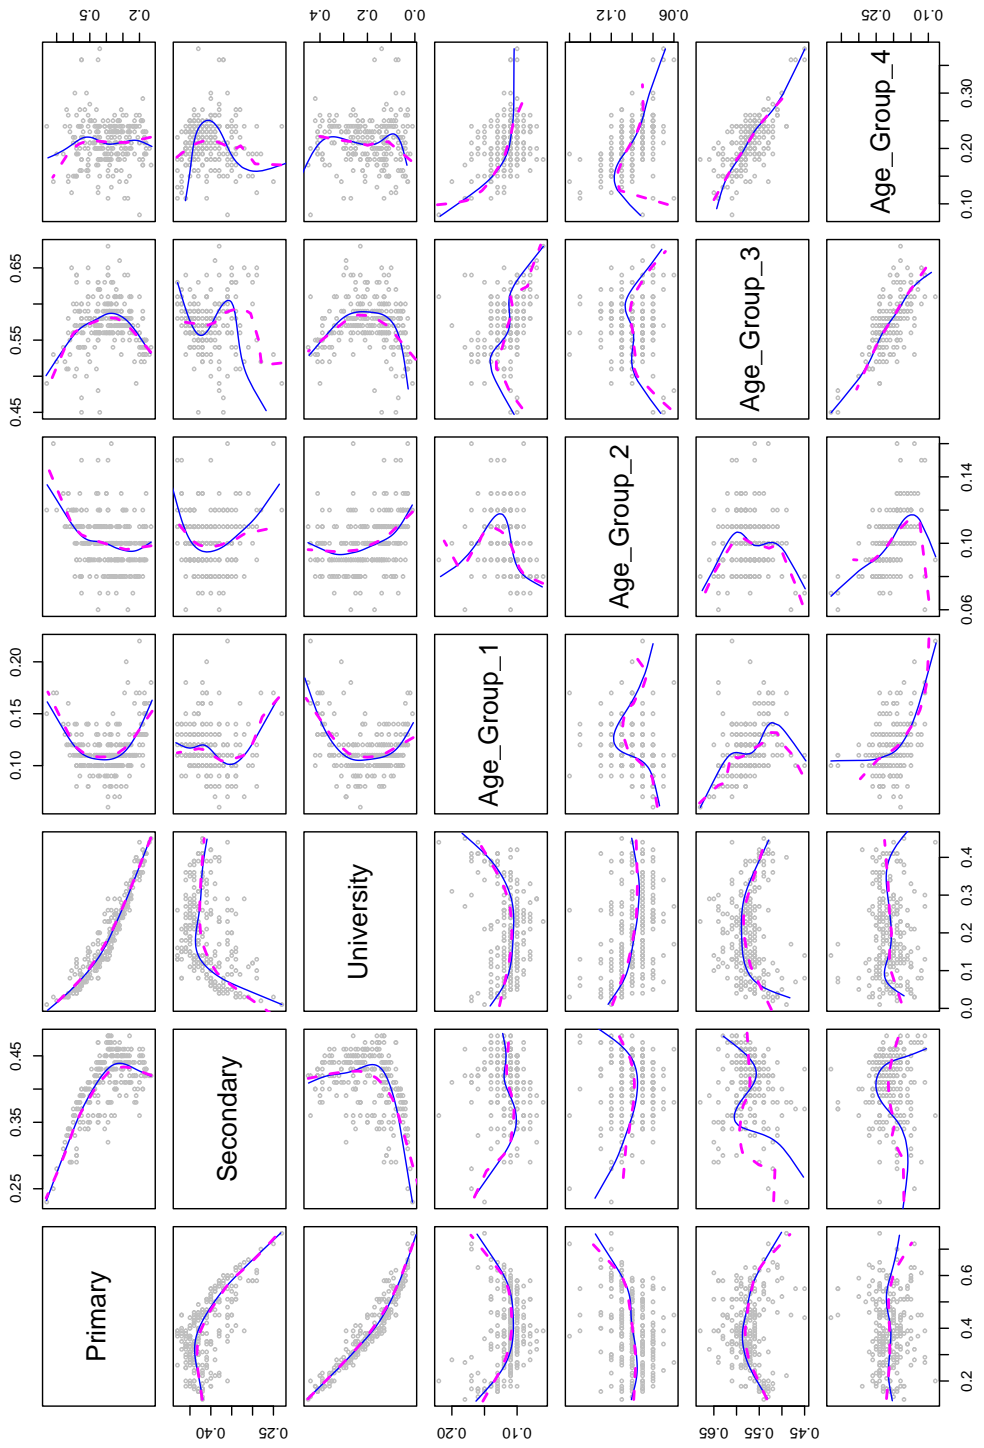 0.25 0.35 0.45
0.10 0.15 0.20
0.45 0.55 0.65
Primary
0.2 0.5
Secondary
0.25 0.40
University
0.0 0.2 0.4
Age_Group_1
0.10 0.20
Age_Group_2
0.06 0.12
Age_Group_3
0.45 0.55 0.65
Age_Group_4
0.10 0.25
0.2 0.4 0.6
0.0 0.1 0.2 0.3 0.4
0.06 0.10 0.14
0.10 0.20 0.30